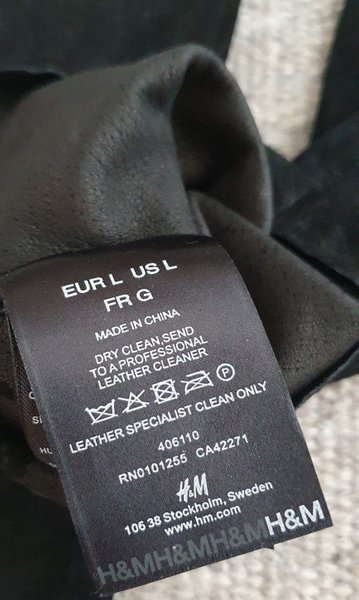 EUR L US L
FR G
MADE IN CHINA
DRY CLEAN, SEND
TO A PROFESSIONAL
LEATHER CLEANER
P
LEATHER SPECIALIST CLEAN ONLY
406110
RN0101255 CA42271
H&M
106 38 Stockholm, Sweden
www.hm.com
H&MH&MH&MH&M